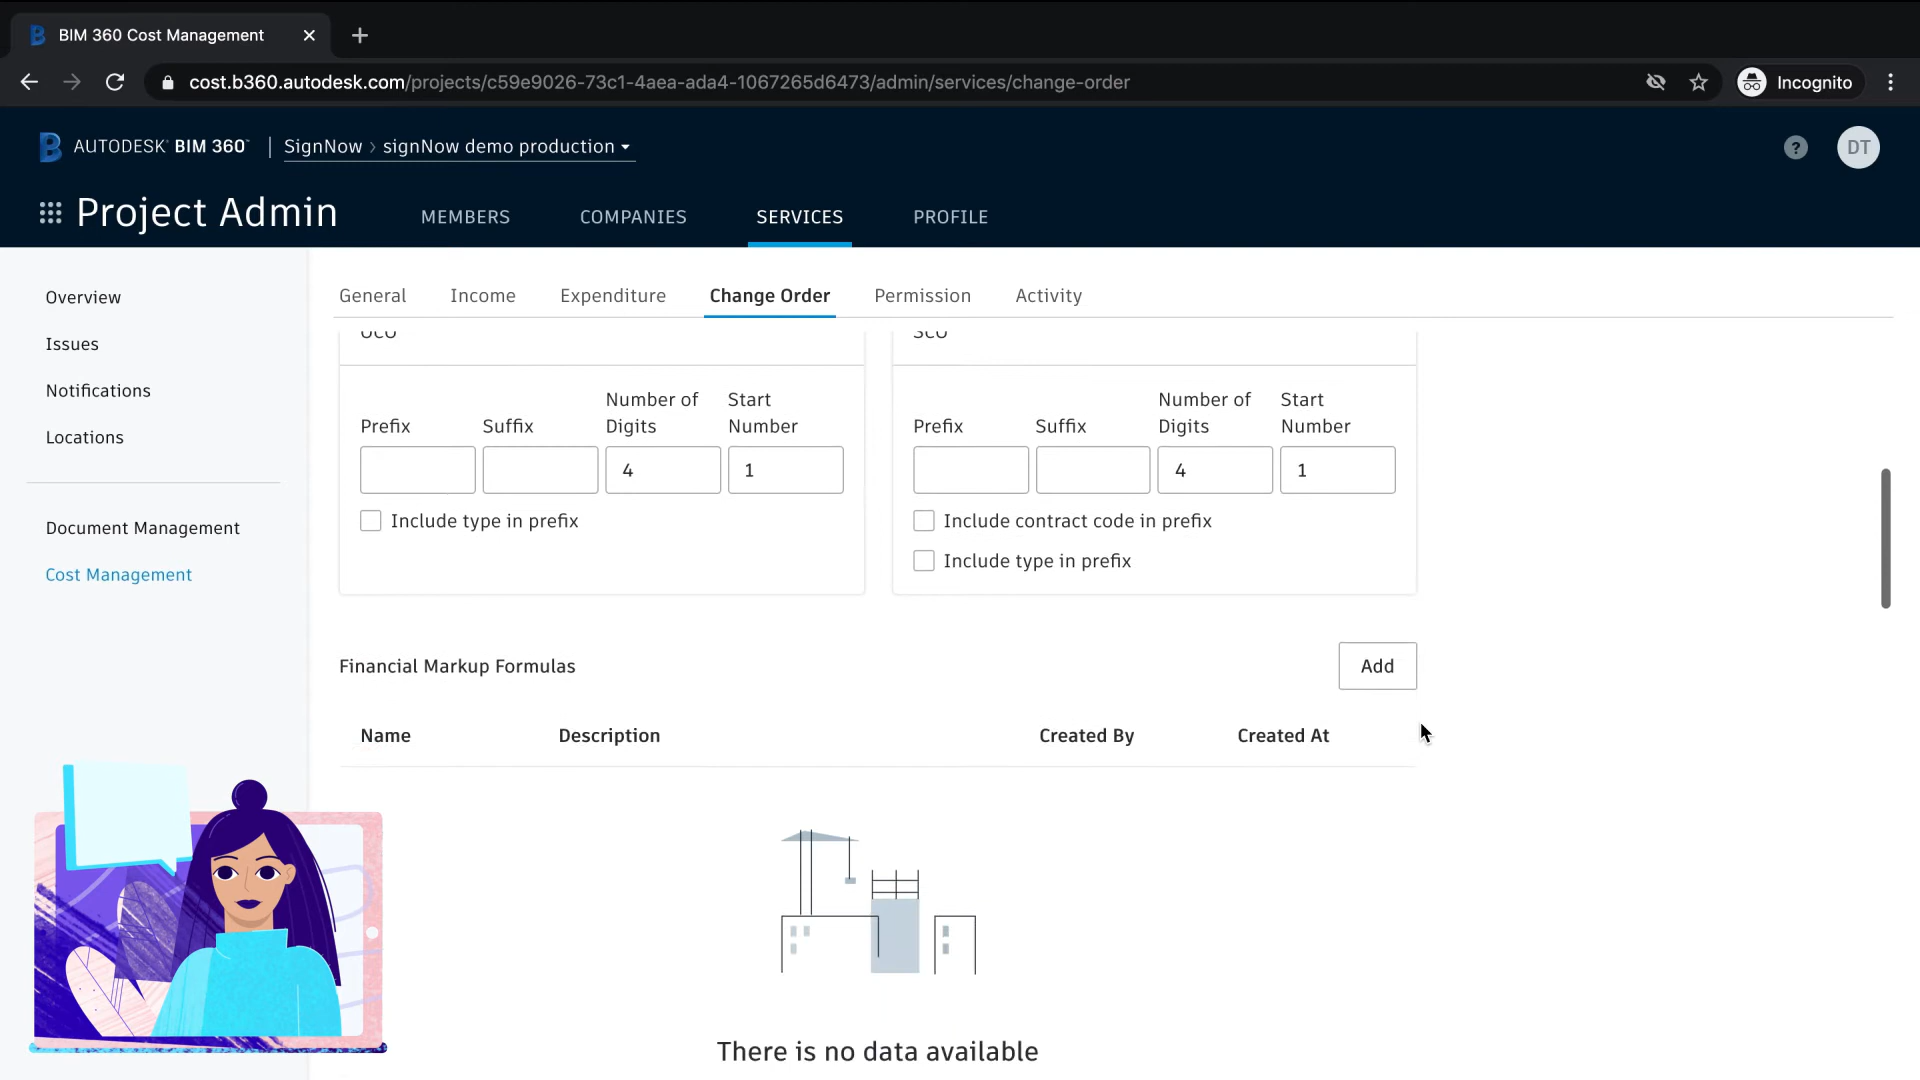 BIM 360 Cost Management
cost.b360.autodesk.com/projects/c59e9026-73c1-4aea-ada4-1067265d6473/admin/services/change-order
Incognito
AUTODESK BIM 360
SignNow > signNow demo production
? DT
Project Admin
MEMBERS COMPANIES SERVICES PROFILE
Overview
Issues
Notifications
Locations
Document Management
Cost Management
General Income Expenditure Change Order Permission Activity
OCO
Prefix Suffix Number of Digits Start Number
4 1
Include type in prefix
SCO
Prefix Suffix Number of Digits Start Number
4 1
Include contract code in prefix
Include type in prefix
Financial Markup Formulas Add
Name Description Created By Created At
There is no data available